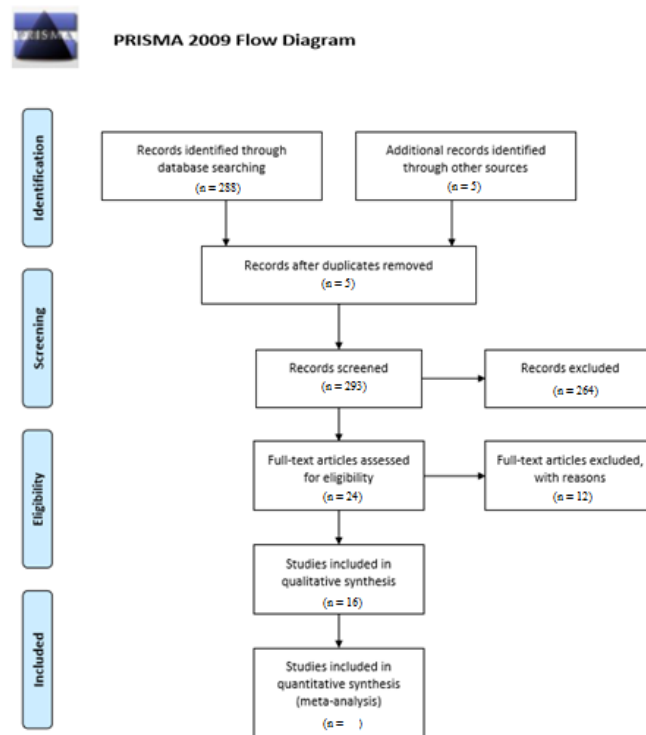 PRISMA
PRISMA 2009 Flow Diagram
Identification
Records identified through
database searching
(n = 288)
Additional records identified
through other sources
(n = 5)
Records after duplicates removed
(n = 5)
Screening
Records screened
(n = 293)
Records excluded
(n = 264)
Eligibility
Full-text articles assessed
for eligibility
(n = 24)
Full-text articles excluded,
with reasons
(n = 12)
Studies included in
qualitative synthesis
(n = 16)
Included
Studies included in
quantitative synthesis
(meta-analysis)
(n = )